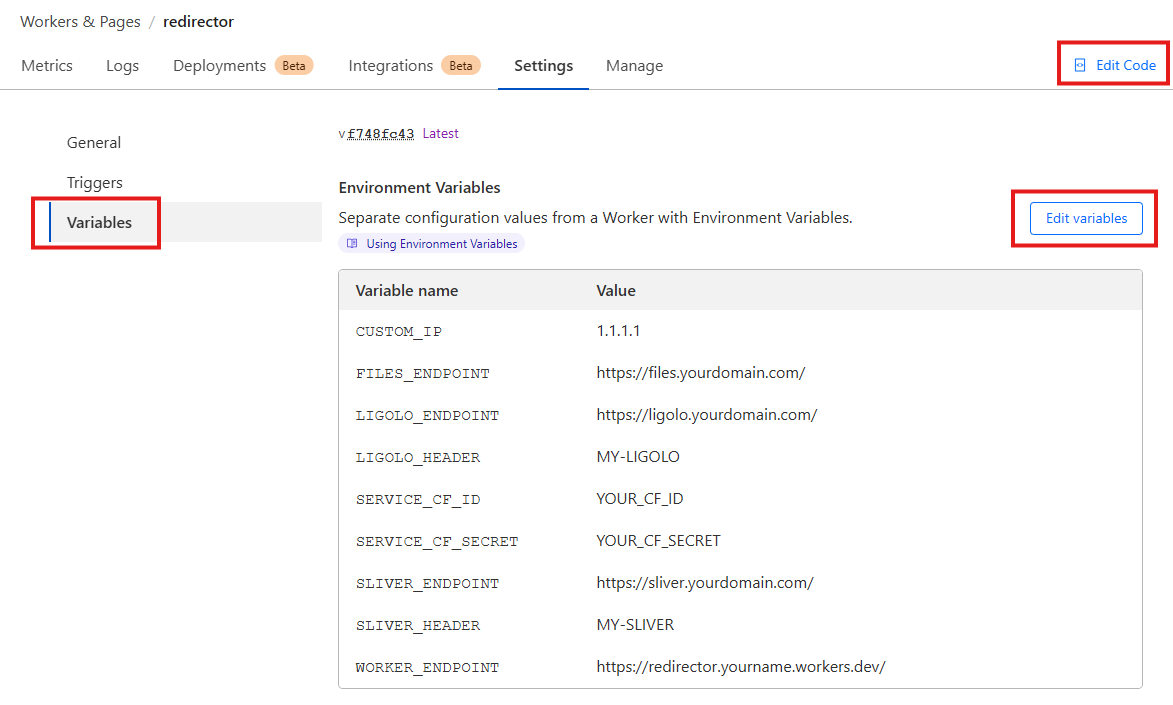 Workers & Pages / redirector
Metrics Logs Deployments Beta Integrations Beta Settings Manage Edit Code
General
Triggers
Variables
v f748fc43 Latest
Environment Variables
Separate configuration values from a Worker with Environment Variables.
Edit variables
Using Environment Variables
Variable name Value
CUSTOM_IP 1.1.1.1
FILES_ENDPOINT https://files.yourdomain.com/
LIGOLO_ENDPOINT https://ligolo.yourdomain.com/
LIGOLO_HEADER MY-LIGOLO
SERVICE_CF_ID YOUR_CF_ID
SERVICE_CF_SECRET YOUR_CF_SECRET
SLIVER_ENDPOINT https://sliver.yourdomain.com/
SLIVER_HEADER MY-SLIVER
WORKER_ENDPOINT https://redirector.yourname.workers.dev/